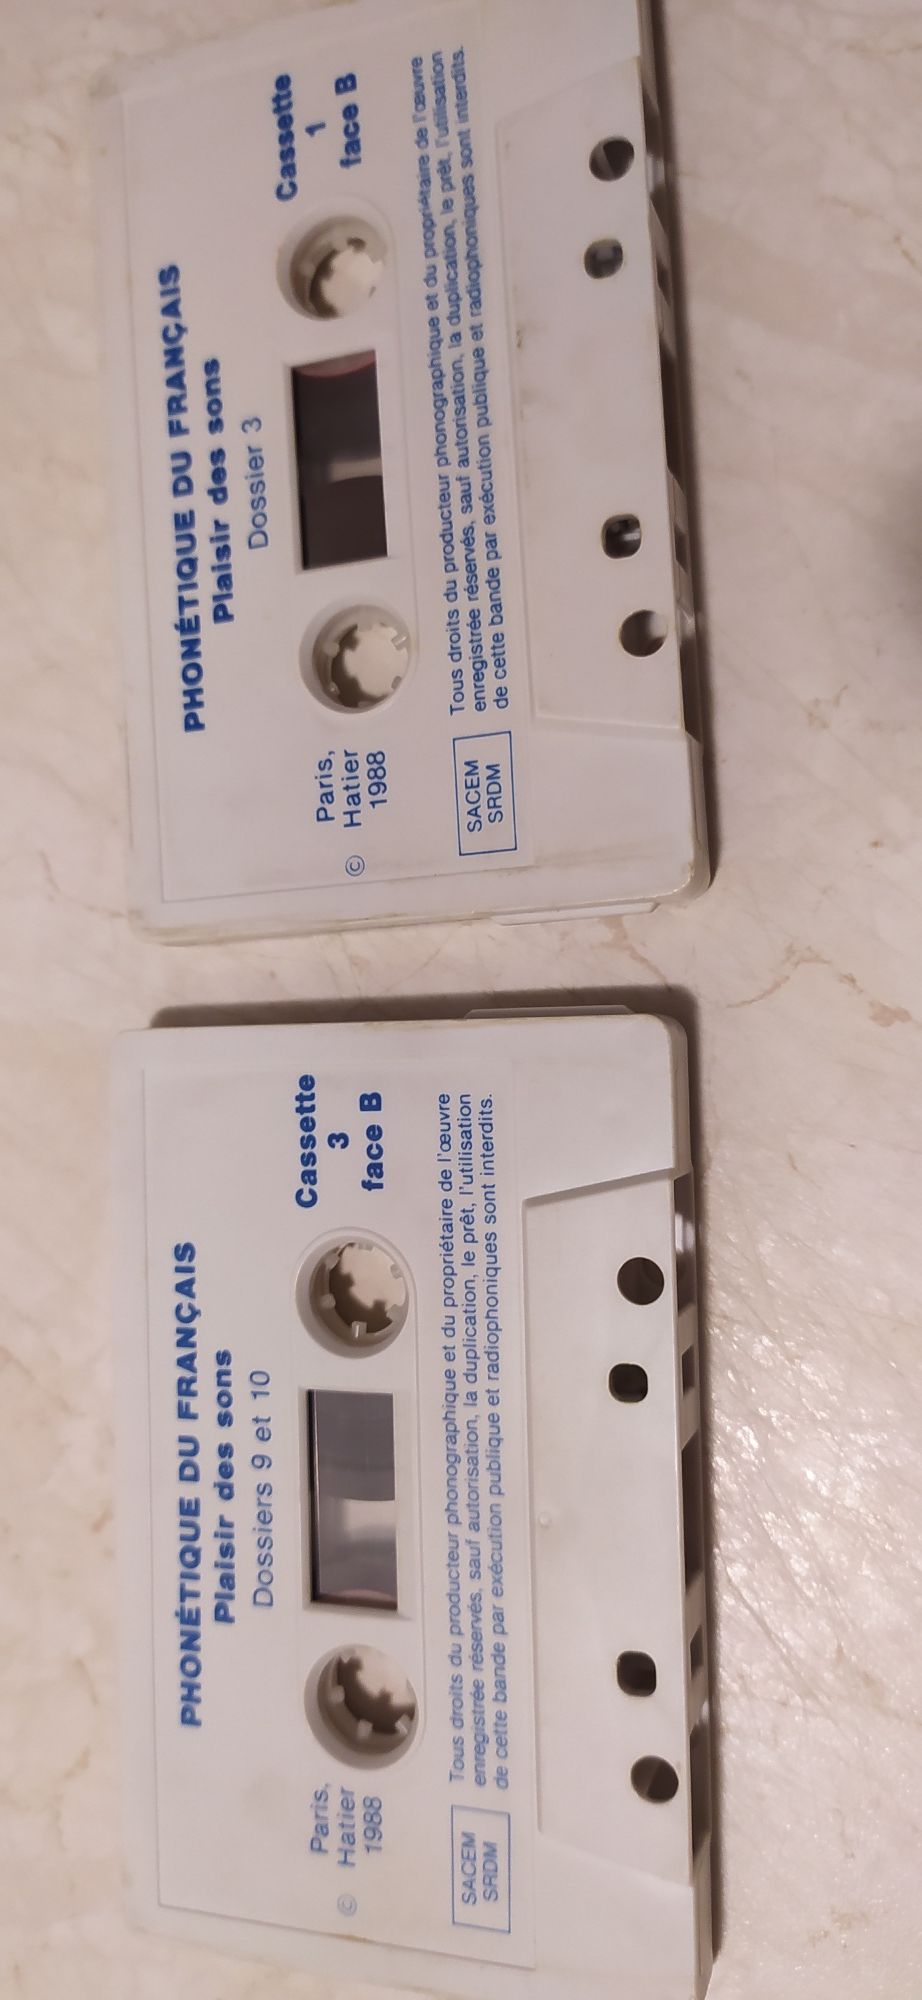 PHONÉTIQUE DU FRANÇAIS
Plaisir des sons
Dossiers 9 et 10
Cassette
3
face B
Paris,
© Hatier
1988
SACEM
SRDM
Tous droits du producteur phonographique et du propriétaire de l'œuvre
enregistrée réservés, sauf autorisation, la duplication, le prêt, l'utilisation
de cette bande par exécution publique et radiophoniques sont interdits.
PHONÉTIQUE DU FRANÇAIS
Plaisir des sons
Dossier 3
Cassette
1
face B
Paris,
© Hatier
1988
SACEM
SRDM
Tous droits du producteur phonographique et du propriétaire de l'œuvre
enregistrée réservés, sauf autorisation, la duplication, le prêt, l'utilisation
de cette bande par exécution publique et radiophoniques sont interdits.